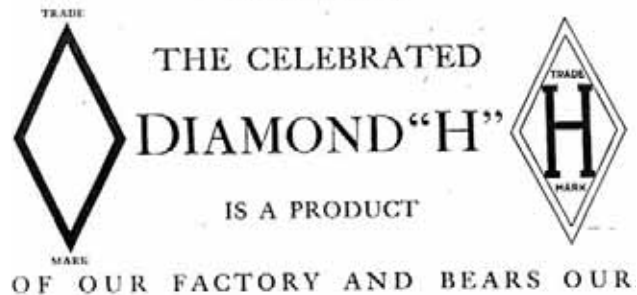 TRADE
MARK
THE CELEBRATED
DIAMOND "H"
IS A PRODUCT
TRADE
H
MARK
OF OUR FACTORY AND BEARS OUR